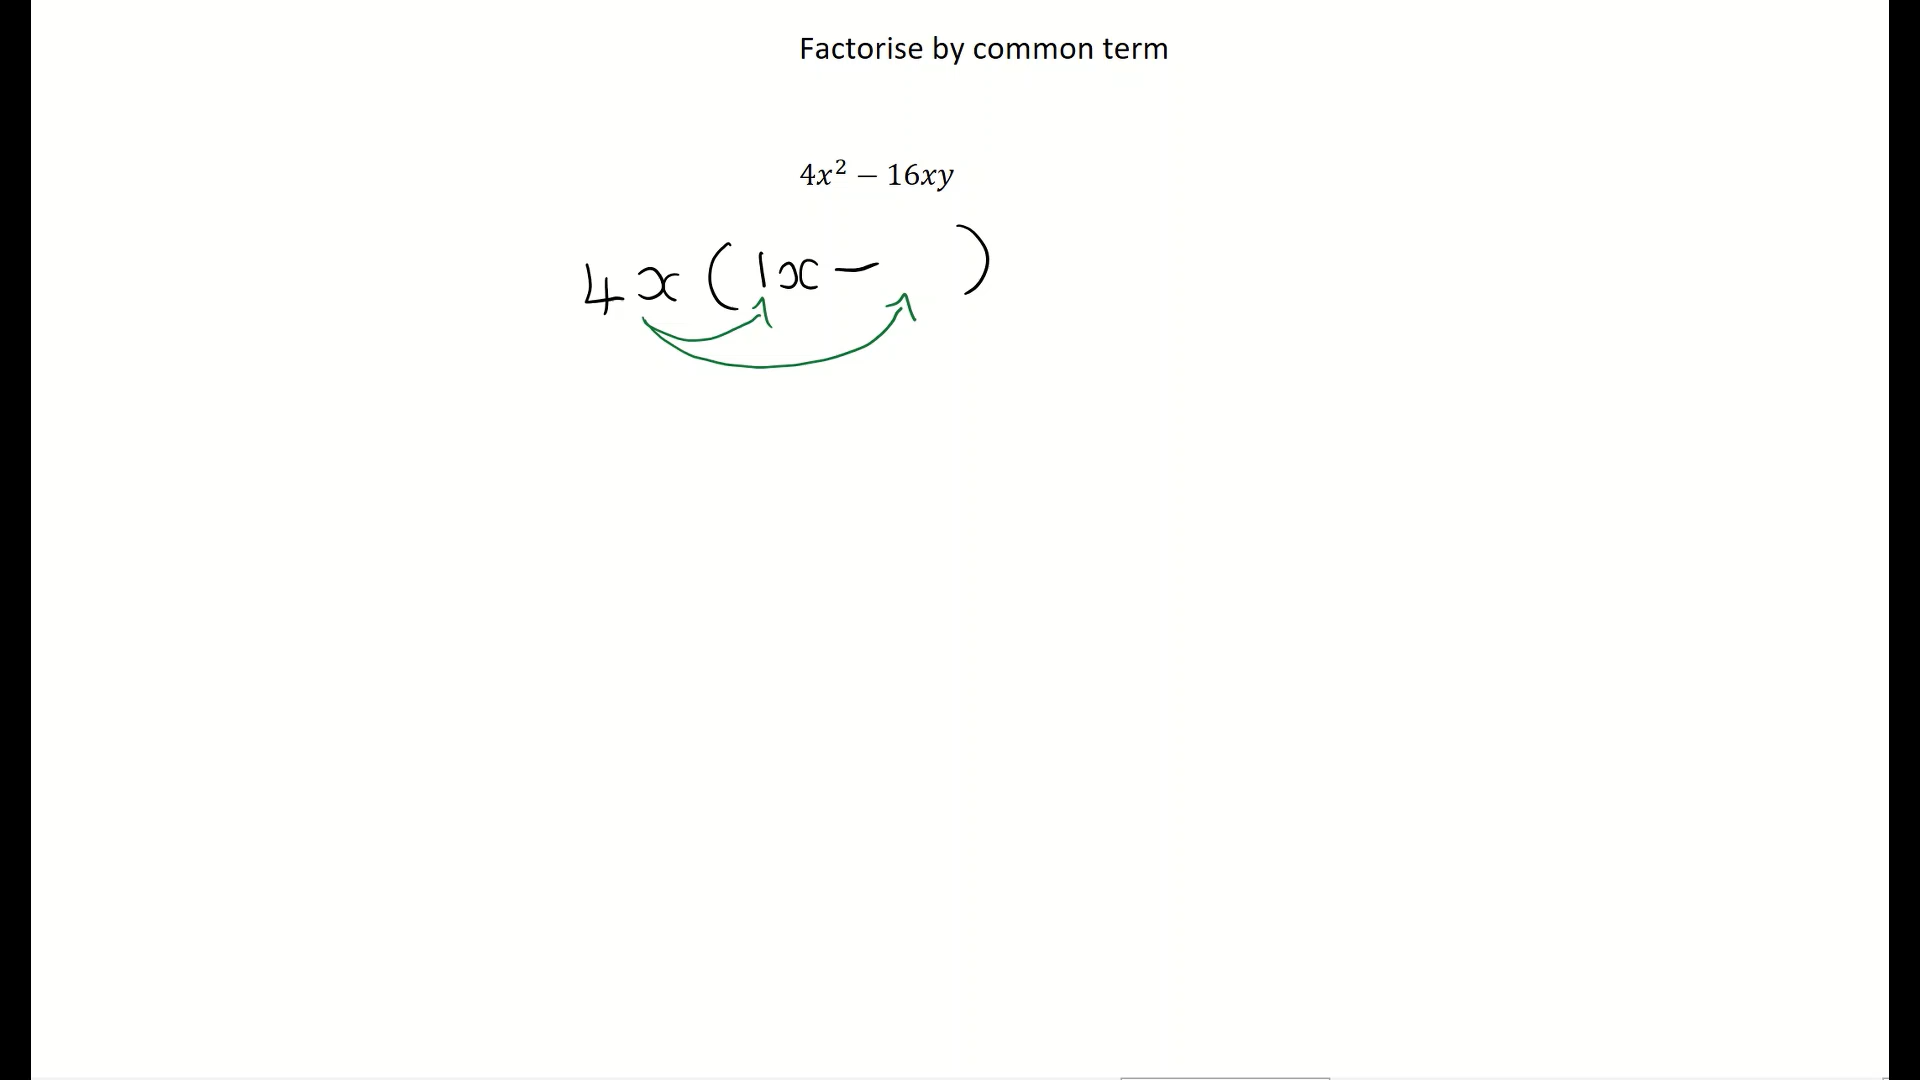 Factorise by common term
4x² − 16xy
4x(1x −    )